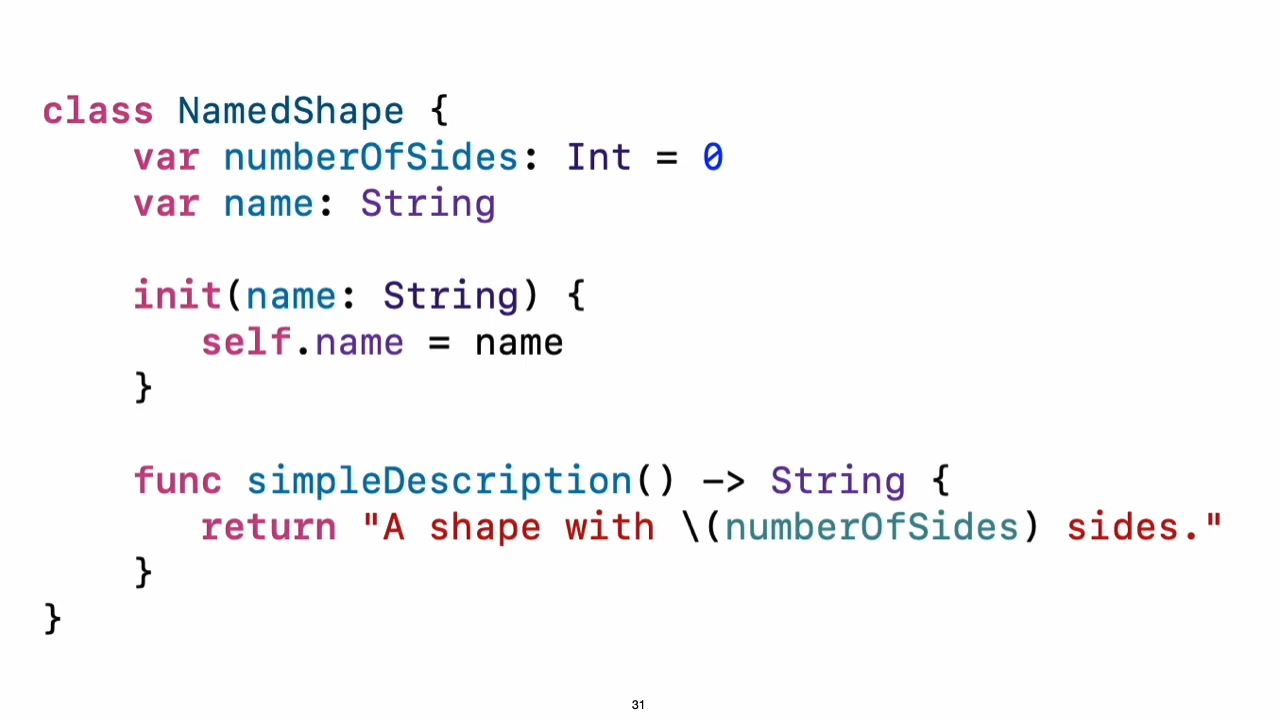 class NamedShape {
var numberOfSides: Int = 0
var name: String
init(name: String) {
self.name = name
}
func simpleDescription() -> String {
return "A shape with \(numberOfSides) sides."
}
}
31